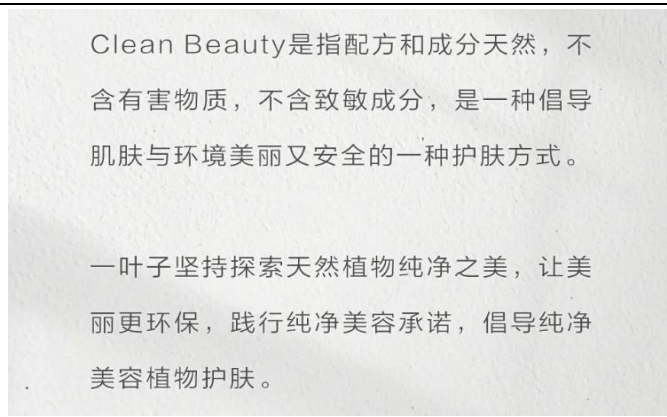 Clean Beauty是指配方和成分天然，不
含有害物质，不含致敏成分，是一种倡导
肌肤与环境美丽又安全的一种护肤方式。
一叶子坚持探索天然植物纯净之美，让美
丽更环保，践行纯净美容承诺，倡导纯净
美容植物护肤。